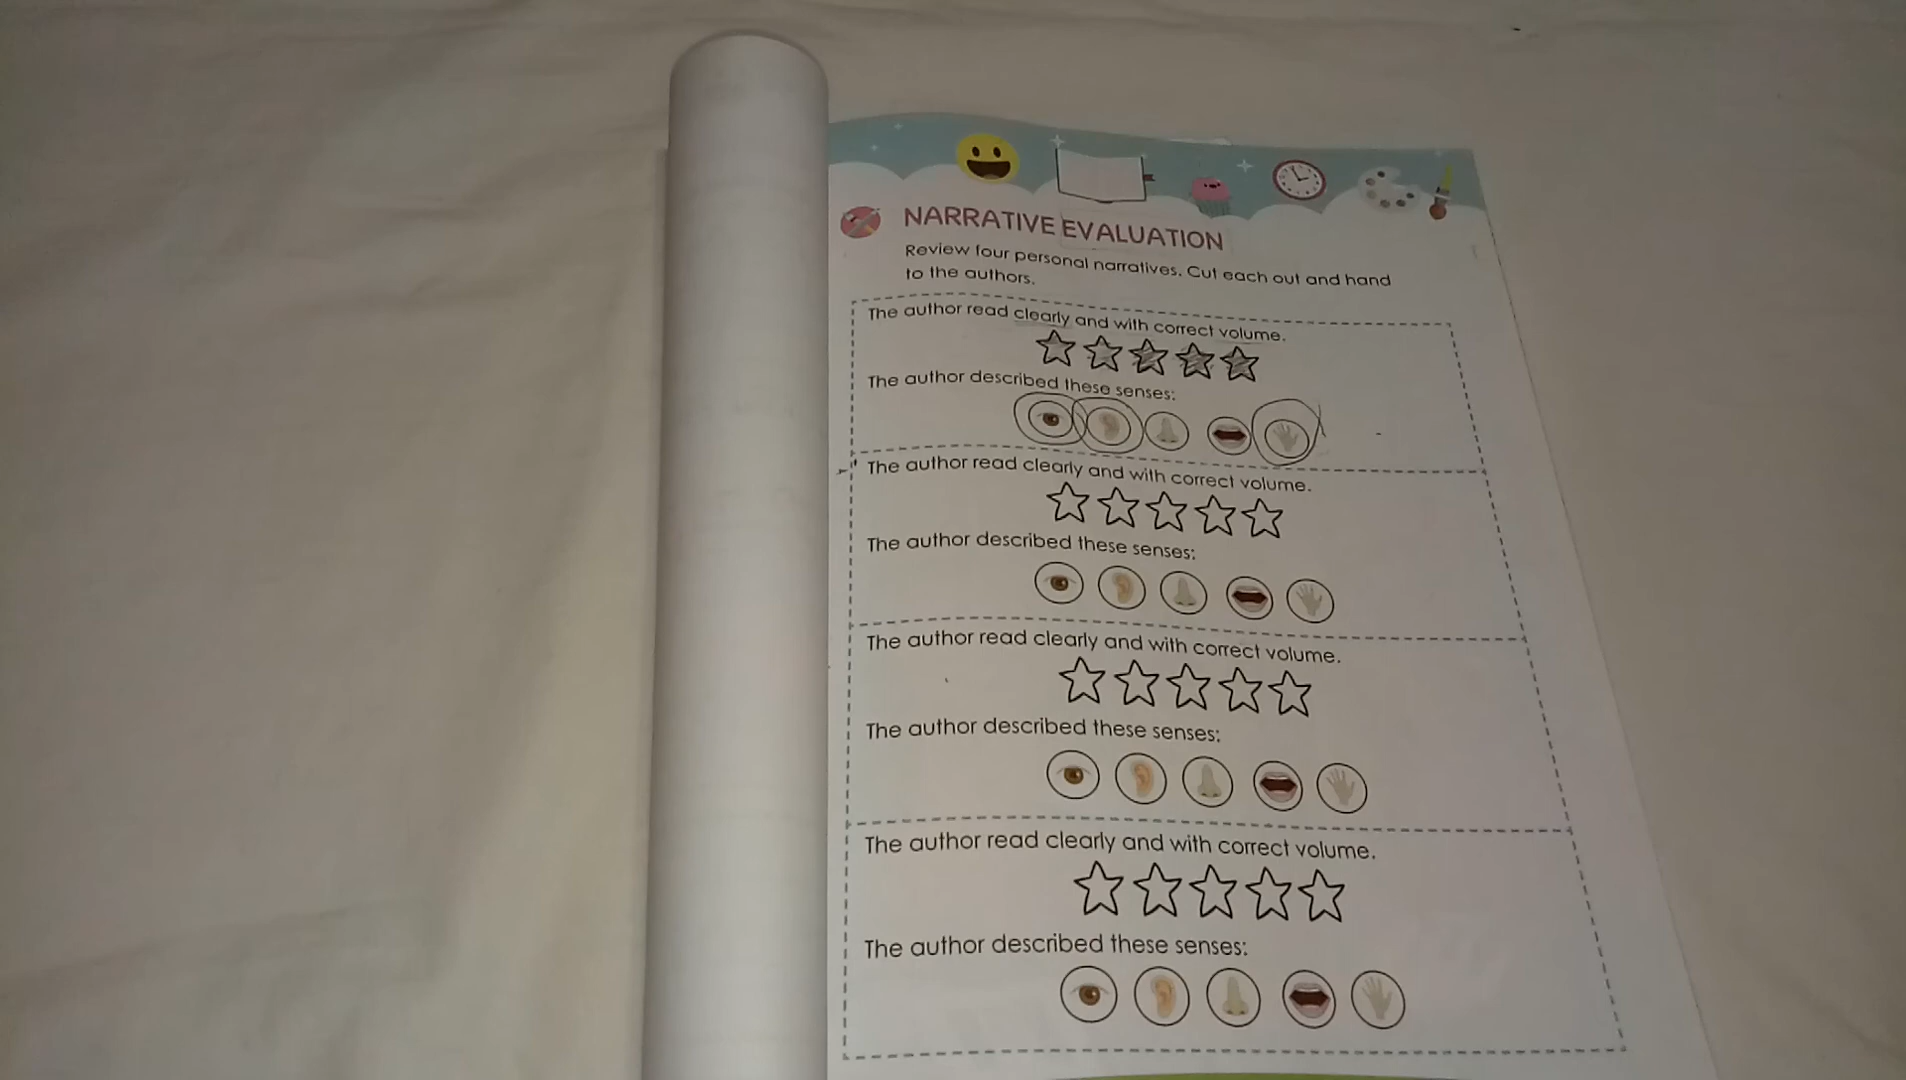 NARRATIVE EVALUATION
Review four personal narratives. Cut each out and hand
to the authors.
The author read clearly and with correct volume.
The author described these senses:
The author read clearly and with correct volume.
The author described these senses:
The author read clearly and with correct volume.
The author described these senses:
The author read clearly and with correct volume.
The author described these senses: